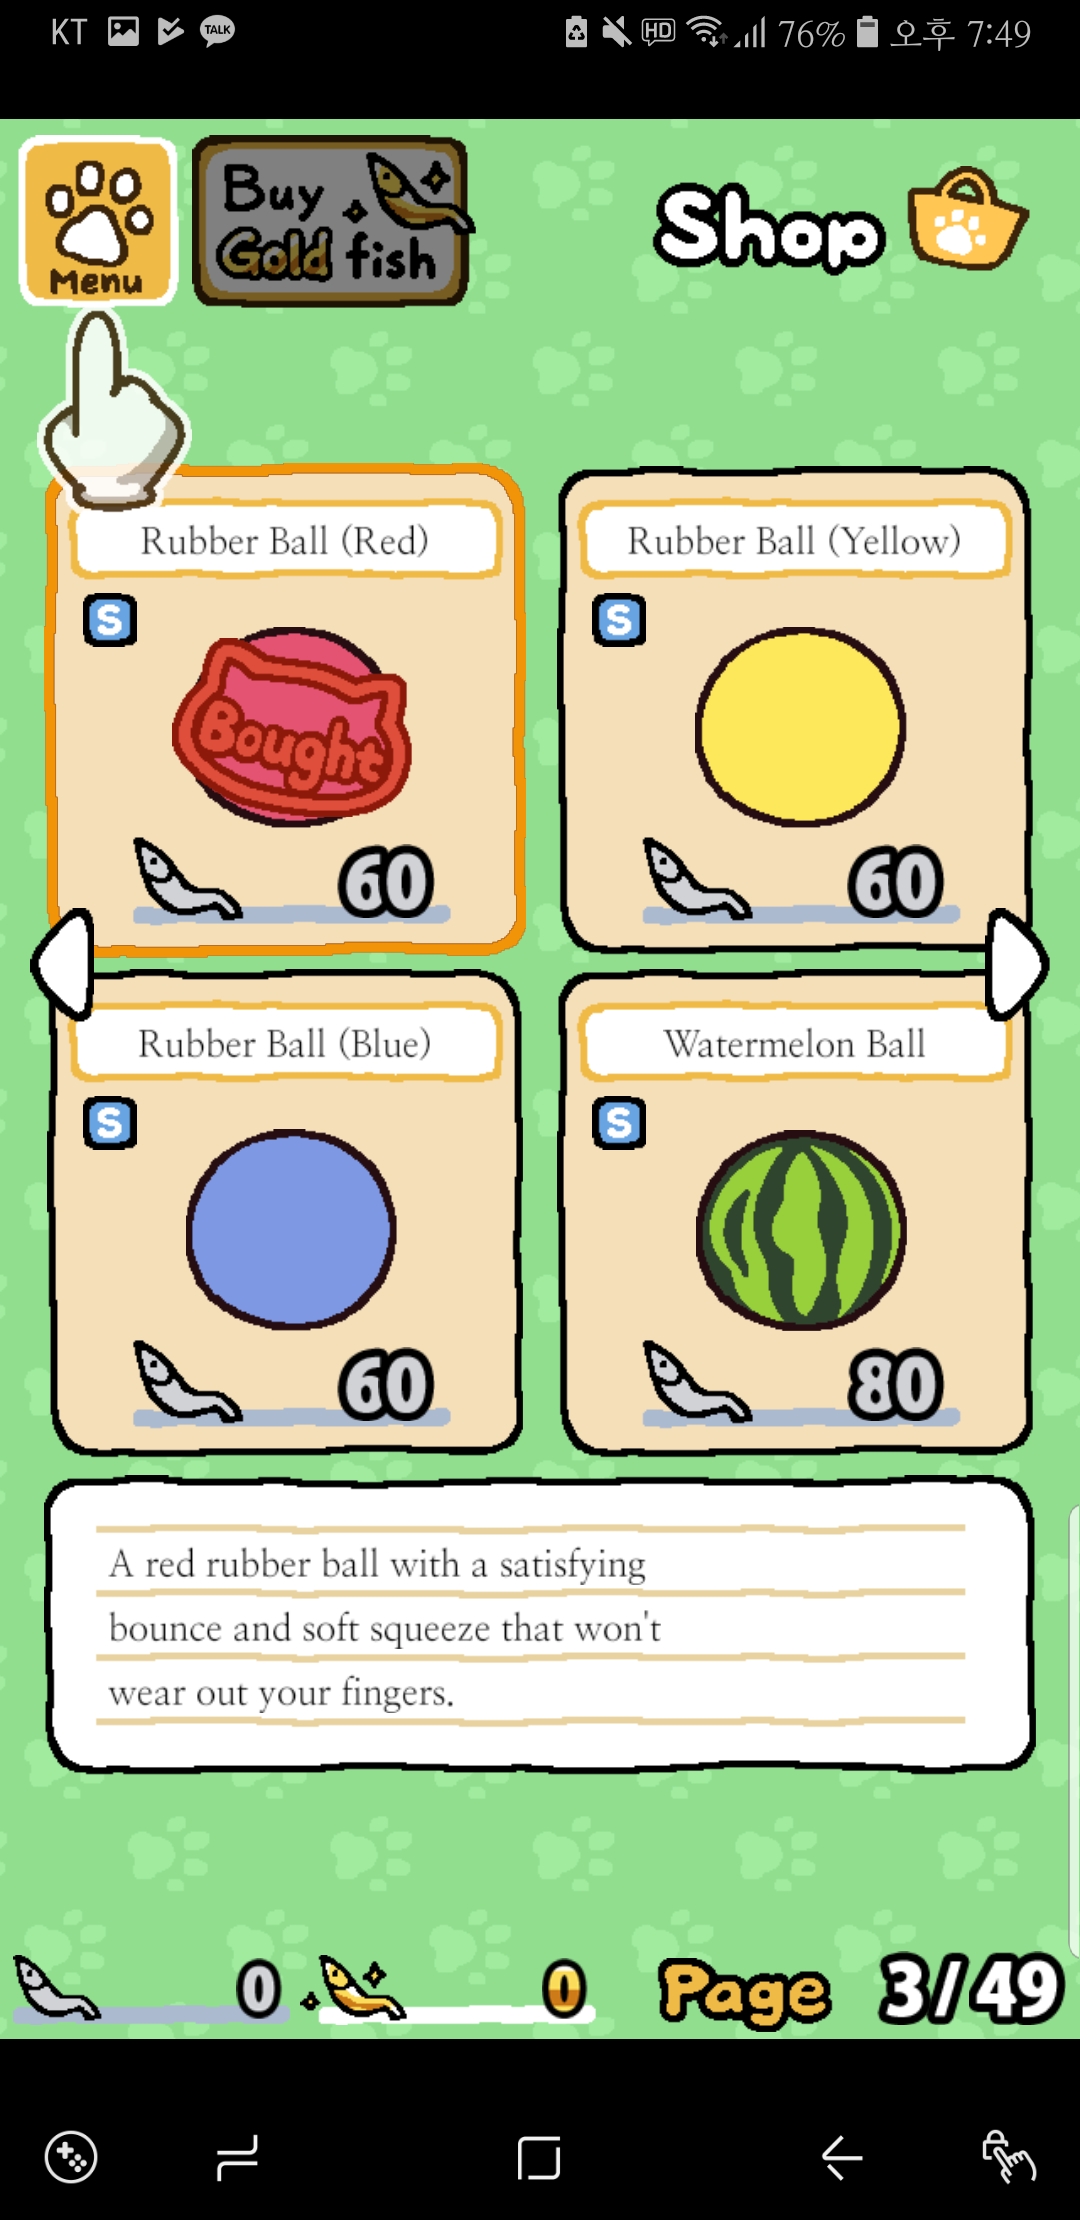 KT TALK HD 76% 오후 7:49
Menu
Buy
Gold fish
Shop
Rubber Ball (Red)
Rubber Ball (Yellow)
S
S
Bought
60
60
Rubber Ball (Blue)
Watermelon Ball
S
S
60
80
A red rubber ball with a satisfying
bounce and soft squeeze that won't
wear out your fingers.
0
0
Page 3/49